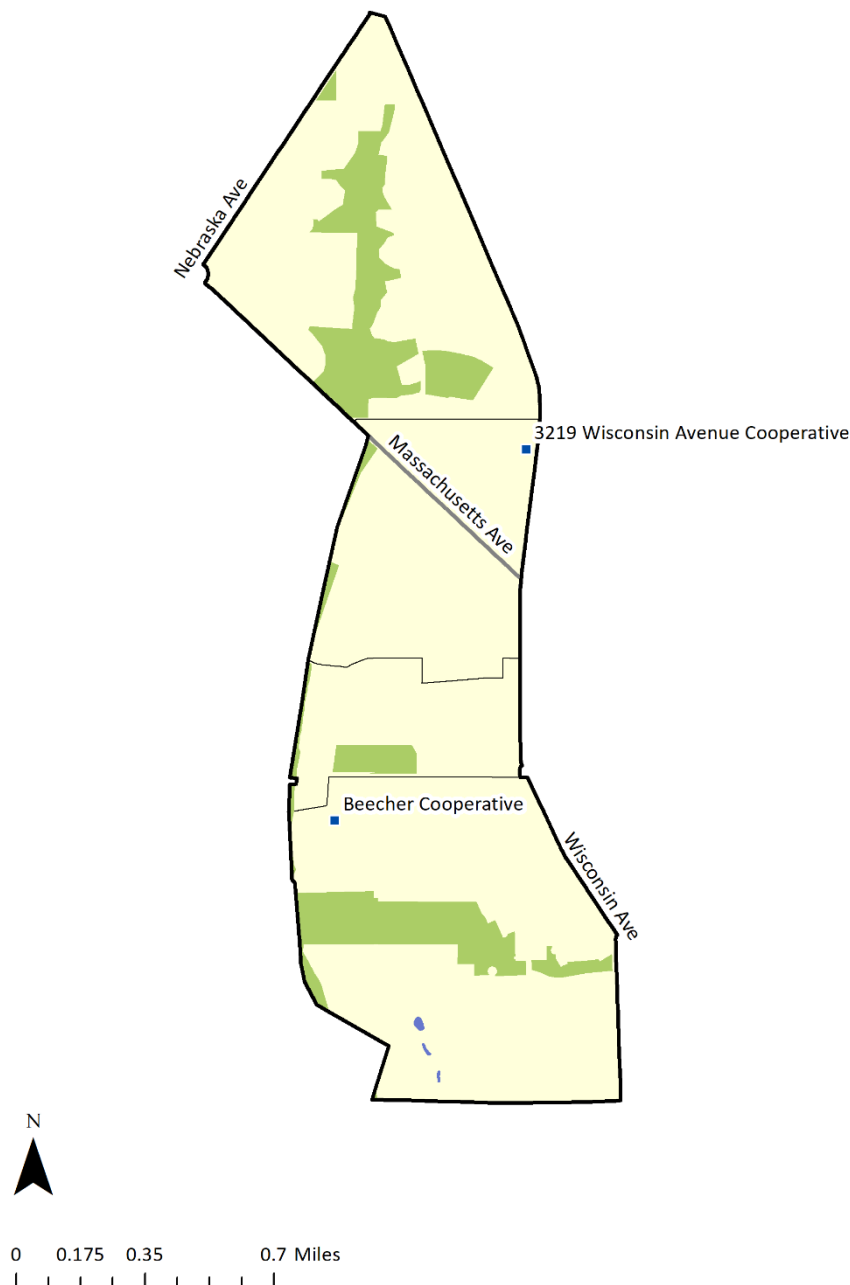 Nebraska Ave
3219 Wisconsin Avenue Cooperative
Massachusetts Ave
Beecher Cooperative
Wisconsin Ave
N
0 0.175 0.35 0.7 Miles